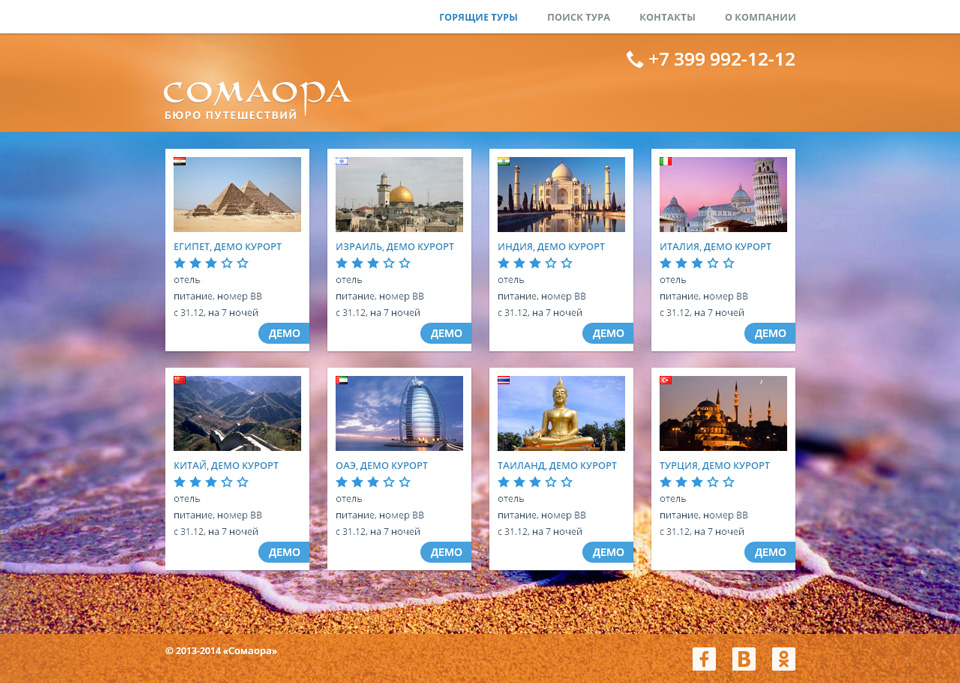 ГОРЯЩИЕ ТУРЫ ПОИСК ТУРА КОНТАКТЫ О КОМПАНИИ
+7 399 992-12-12
СОМАОРА
БЮРО ПУТЕШЕСТВИЙ
ЕГИПЕТ, ДЕМО КУРОРТ
отель
питание, номер BB
с 31.12, на 7 ночей
ДЕМО
ИЗРАИЛЬ, ДЕМО КУРОРТ
отель
питание, номер BB
с 31.12, на 7 ночей
ДЕМО
ИНДИЯ, ДЕМО КУРОРТ
отель
питание, номер BB
с 31.12, на 7 ночей
ДЕМО
ИТАЛИЯ, ДЕМО КУРОРТ
отель
питание, номер BB
с 31.12, на 7 ночей
ДЕМО
КИТАЙ, ДЕМО КУРОРТ
отель
питание, номер BB
с 31.12, на 7 ночей
ДЕМО
ОАЭ, ДЕМО КУРОРТ
отель
питание, номер BB
с 31.12, на 7 ночей
ДЕМО
ТАИЛАНД, ДЕМО КУРОРТ
отель
питание, номер BB
с 31.12, на 7 ночей
ДЕМО
ТУРЦИЯ, ДЕМО КУРОРТ
отель
питание, номер BB
с 31.12, на 7 ночей
ДЕМО
© 2013-2014 «Сомаора»